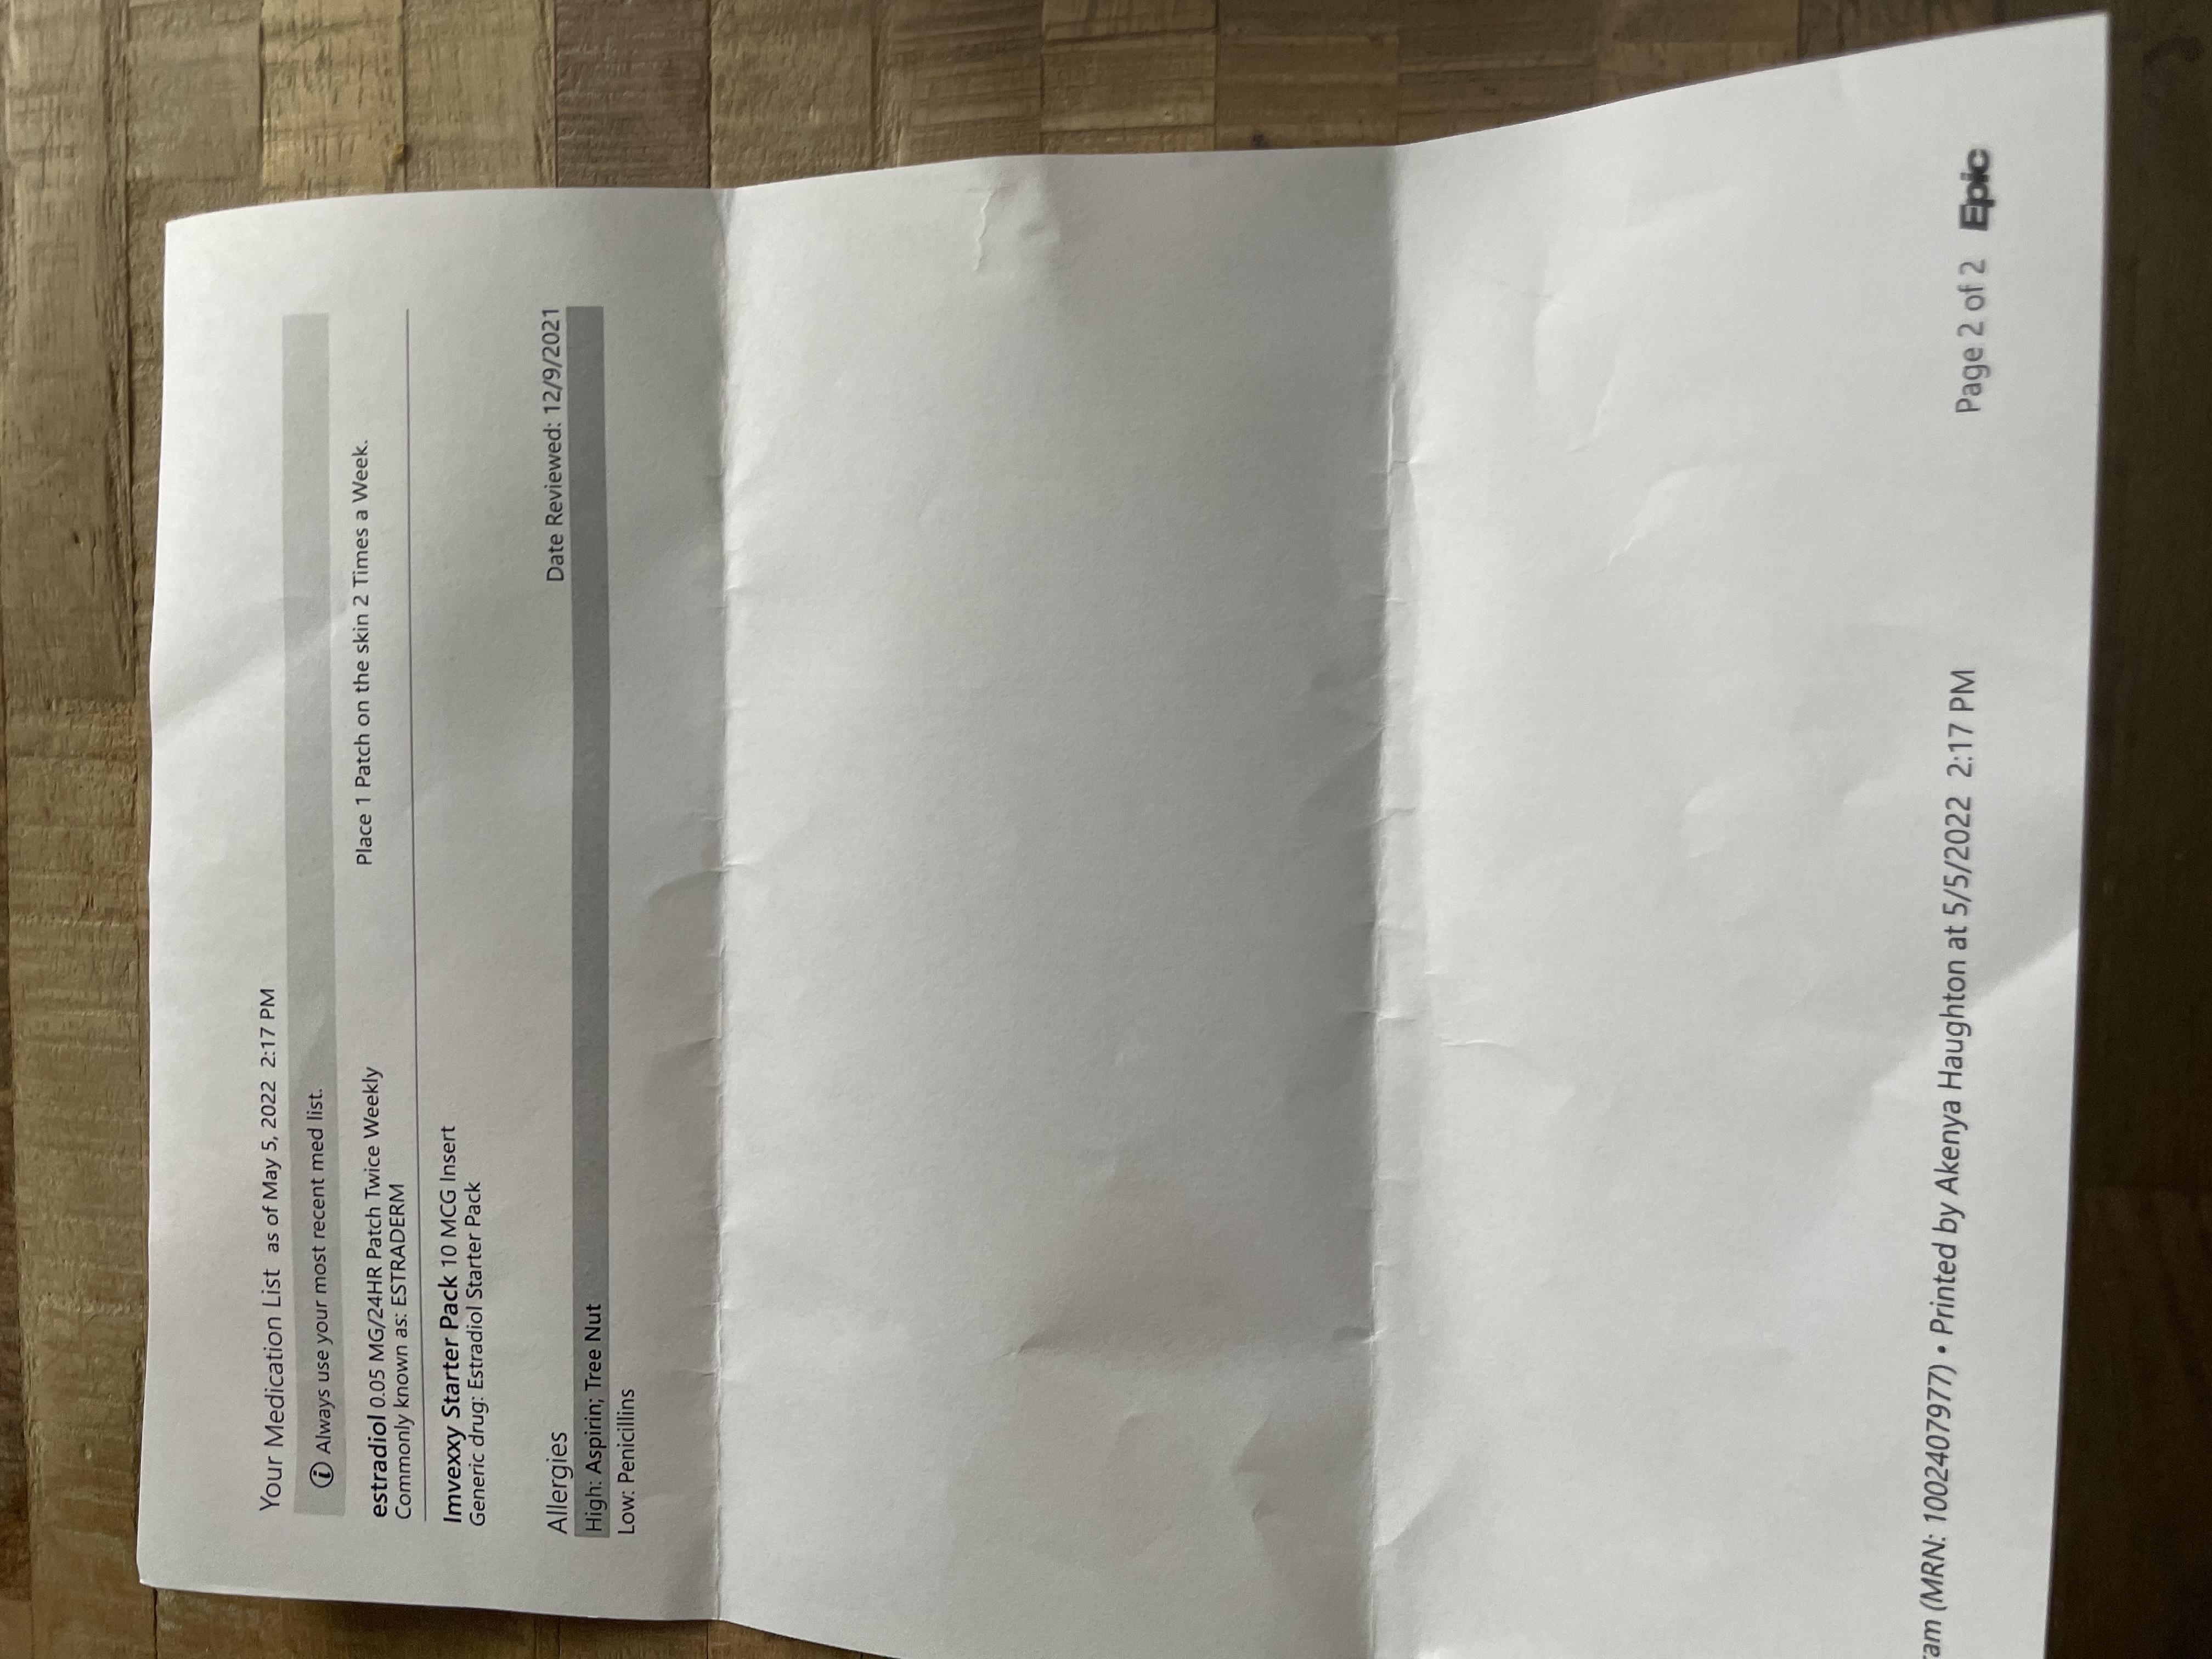 Your Medication List as of May 5, 2022 2:17 PM
i Always use your most recent med list.
estradiol 0.05 MG/24HR Patch Twice Weekly Place 1 Patch on the skin 2 Times a Week.
Commonly known as: ESTRADERM
Imvexxy Starter Pack 10 MCG Insert
Generic drug: Estradiol Starter Pack
Allergies Date Reviewed: 12/9/2021
High: Aspirin; Tree Nut
Low: Penicillins
am (MRN: 1002407977) • Printed by Akenya Haughton at 5/5/2022 2:17 PM Page 2 of 2 Epic